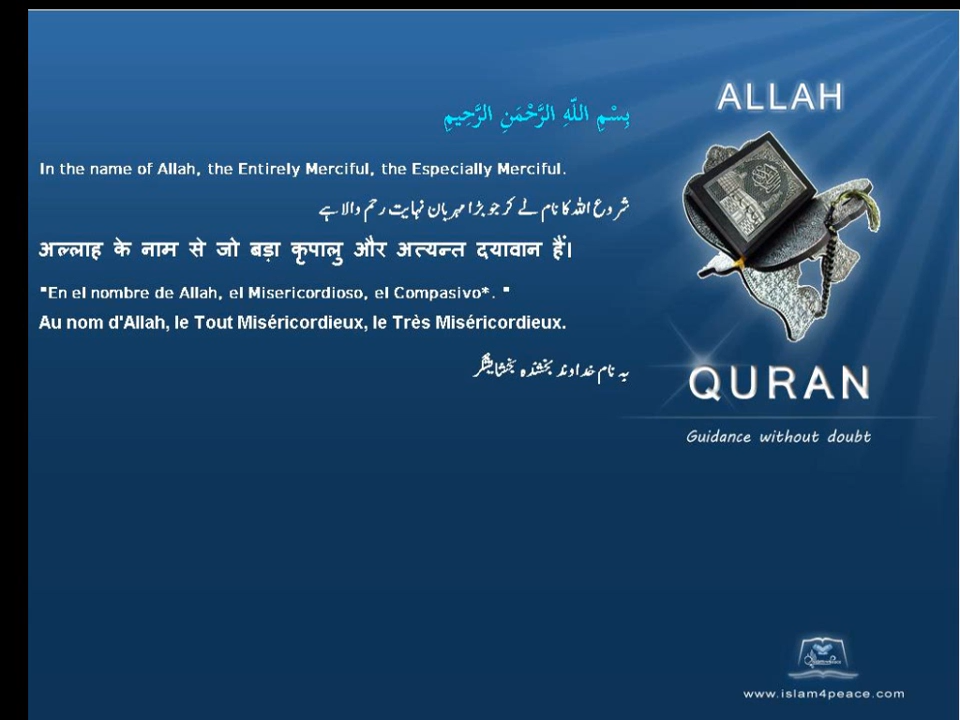 بِسْمِ اللَّهِ الرَّحْمَنِ الرَّحِيمِ
In the name of Allah, the Entirely Merciful, the Especially Merciful.
شروع اللہ کا نام لے کر جو بڑا مہربان نہایت رحم والا ہے
अल्लाह के नाम से जो बड़ा कृपालु और अत्यन्त दयावान हैं।
"En el nombre de Allah, el Misericordioso, el Compasivo*. "
Au nom d'Allah, le Tout Miséricordieux, le Très Miséricordieux.
به نام خداوند بخشنده بخشایشگر
ALLAH
QURAN
Guidance without doubt
www.islam4peace.com